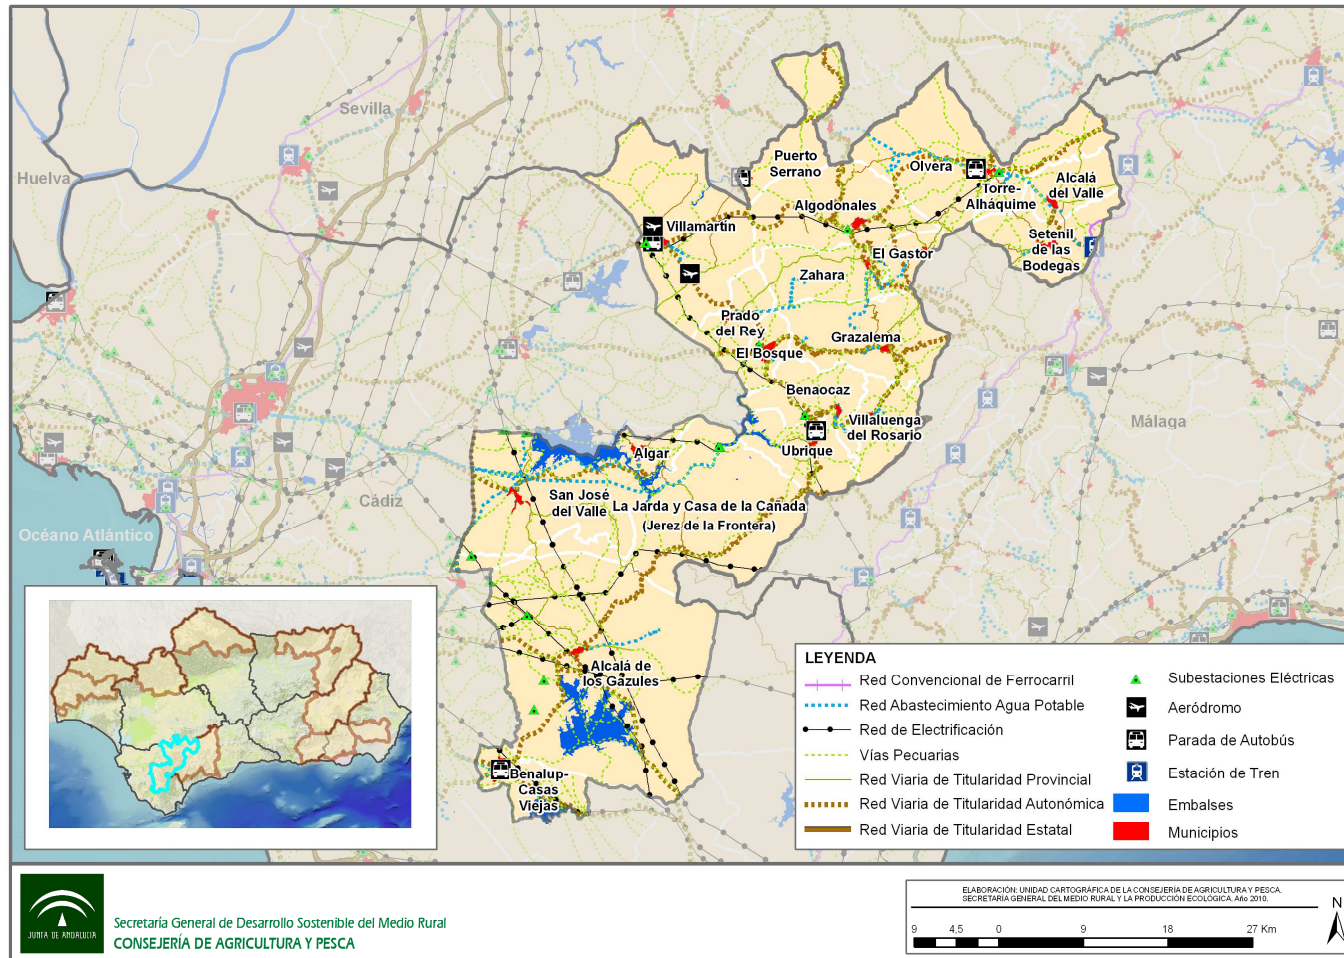 Sevilla
Huelva
Puerto
Serrano
Olvera
Torre-
Alháquime
Alcalá
del Valle
Algodonales
Villamartín
Setenil
de las
Bodegas
El Gastor
Zahara
Prado
del Rey
Grazalema
El Bosque
Benaocaz
Villaluenga
del Rosario
Málaga
Ubrique
Algar
Cádiz
San José
del Valle
La Jarda y Casa de la Cañada
(Jerez de la Frontera)
Océano Atlántico
Alcalá de
los Gazules
Benalup-
Casas
Viejas
LEYENDA
Red Convencional de Ferrocarril
Red Abastecimiento Agua Potable
Red de Electrificación
Vías Pecuarias
Red Viaria de Titularidad Provincial
Red Viaria de Titularidad Autonómica
Red Viaria de Titularidad Estatal
Subestaciones Eléctricas
Aeródromo
Parada de Autobús
Estación de Tren
Embalses
Municipios
JUNTA DE ANDALUCIA
Secretaría General de Desarrollo Sostenible del Medio Rural
CONSEJERÍA DE AGRICULTURA Y PESCA
ELABORACIÓN: UNIDAD CARTOGRÁFICA DE LA CONSEJERÍA DE AGRICULTURA Y PESCA.
SECRETARÍA GENERAL DEL MEDIO RURAL Y LA PRODUCCIÓN ECOLÓGICA. Año 2010.
9 4,5 0 9 18 27 Km
N